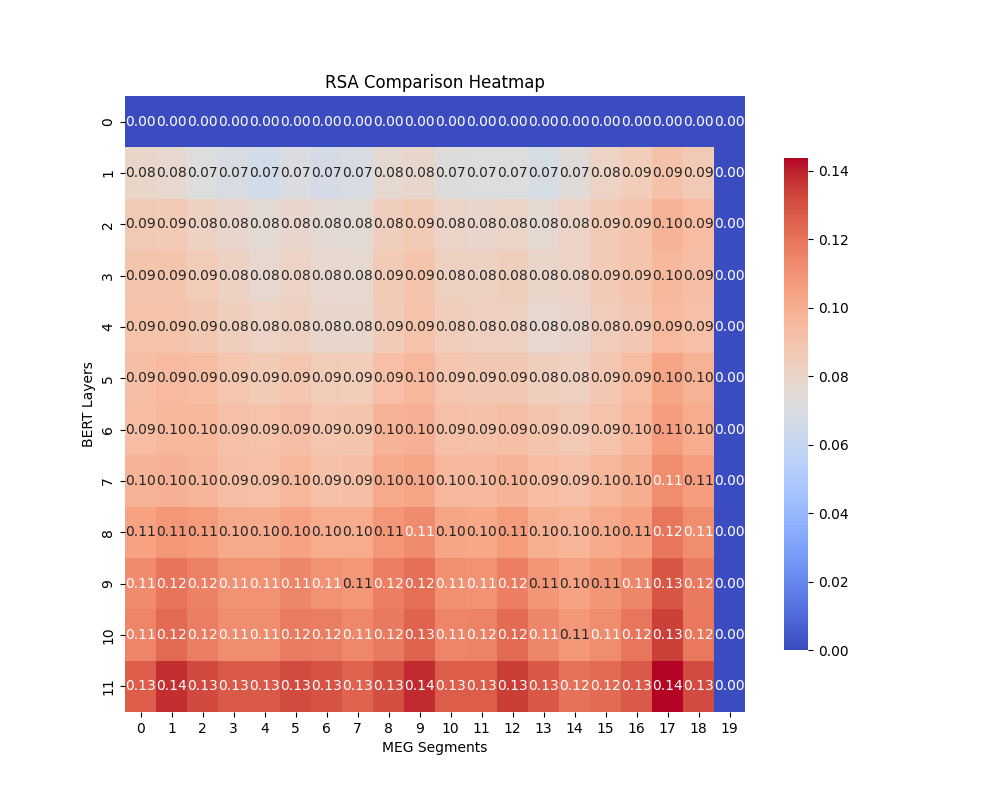 RSA Comparison Heatmap
0 0.00 0.00 0.00 0.00 0.00 0.00 0.00 0.00 0.00 0.00 0.00 0.00 0.00 0.00 0.00 0.00 0.00 0.00 0.00 0.00
1 0.08 0.08 0.07 0.07 0.07 0.07 0.07 0.07 0.08 0.08 0.07 0.07 0.07 0.07 0.07 0.08 0.09 0.09 0.09 0.00
2 0.09 0.09 0.08 0.08 0.08 0.08 0.08 0.08 0.08 0.09 0.08 0.08 0.08 0.08 0.08 0.09 0.09 0.10 0.09 0.00
3 0.09 0.09 0.09 0.08 0.08 0.08 0.08 0.08 0.09 0.09 0.08 0.08 0.08 0.08 0.08 0.09 0.09 0.10 0.09 0.00
4 0.09 0.09 0.09 0.08 0.08 0.08 0.08 0.08 0.09 0.09 0.08 0.08 0.08 0.08 0.08 0.09 0.09 0.09 0.09 0.00
5 0.09 0.09 0.09 0.09 0.09 0.09 0.09 0.09 0.09 0.10 0.09 0.09 0.09 0.08 0.08 0.09 0.09 0.10 0.10 0.00
6 0.09 0.10 0.10 0.09 0.09 0.09 0.09 0.09 0.10 0.10 0.09 0.09 0.09 0.09 0.09 0.09 0.10 0.11 0.10 0.00
7 0.10 0.10 0.10 0.09 0.09 0.10 0.09 0.09 0.10 0.10 0.10 0.10 0.10 0.09 0.09 0.10 0.10 0.11 0.11 0.00
8 0.11 0.11 0.11 0.10 0.10 0.10 0.10 0.10 0.11 0.11 0.10 0.10 0.11 0.10 0.10 0.10 0.11 0.12 0.11 0.00
9 0.11 0.12 0.12 0.11 0.11 0.11 0.11 0.11 0.12 0.12 0.11 0.11 0.12 0.11 0.10 0.11 0.11 0.13 0.12 0.00
10 0.11 0.12 0.12 0.11 0.11 0.12 0.12 0.11 0.12 0.13 0.11 0.12 0.12 0.11 0.11 0.11 0.12 0.13 0.12 0.00
11 0.13 0.14 0.13 0.13 0.13 0.13 0.13 0.13 0.13 0.14 0.13 0.13 0.13 0.13 0.12 0.12 0.13 0.14 0.13 0.00
0 1 2 3 4 5 6 7 8 9 10 11 12 13 14 15 16 17 18 19
MEG Segments
BERT Layers
0.14
0.12
0.10
0.08
0.06
0.04
0.02
0.00